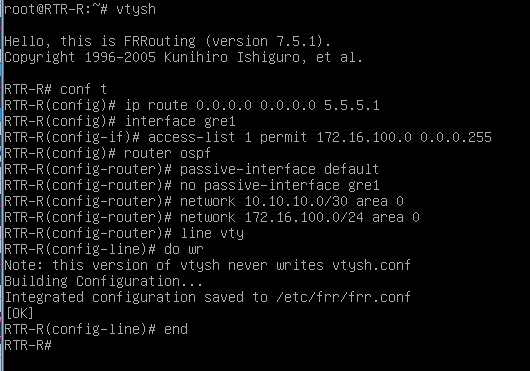 root@RTR-R:~# vtysh
Hello, this is FRRouting (version 7.5.1).
Copyright 1996-2005 Kunihiro Ishiguro, et al.
RTR-R# conf t
RTR-R(config)# ip route 0.0.0.0 0.0.0.0 5.5.5.1
RTR-R(config)# interface gre1
RTR-R(config-if)# access-list 1 permit 172.16.100.0 0.0.0.255
RTR-R(config)# router ospf
RTR-R(config-router)# passive-interface default
RTR-R(config-router)# no passive-interface gre1
RTR-R(config-router)# network 10.10.10.0/30 area 0
RTR-R(config-router)# network 172.16.100.0/24 area 0
RTR-R(config-router)# line vty
RTR-R(config-line)# do wr
Note: this version of vtysh never writes vtysh.conf
Building Configuration...
Integrated configuration saved to /etc/frr/frr.conf
[OK]
RTR-R(config-line)# end
RTR-R#